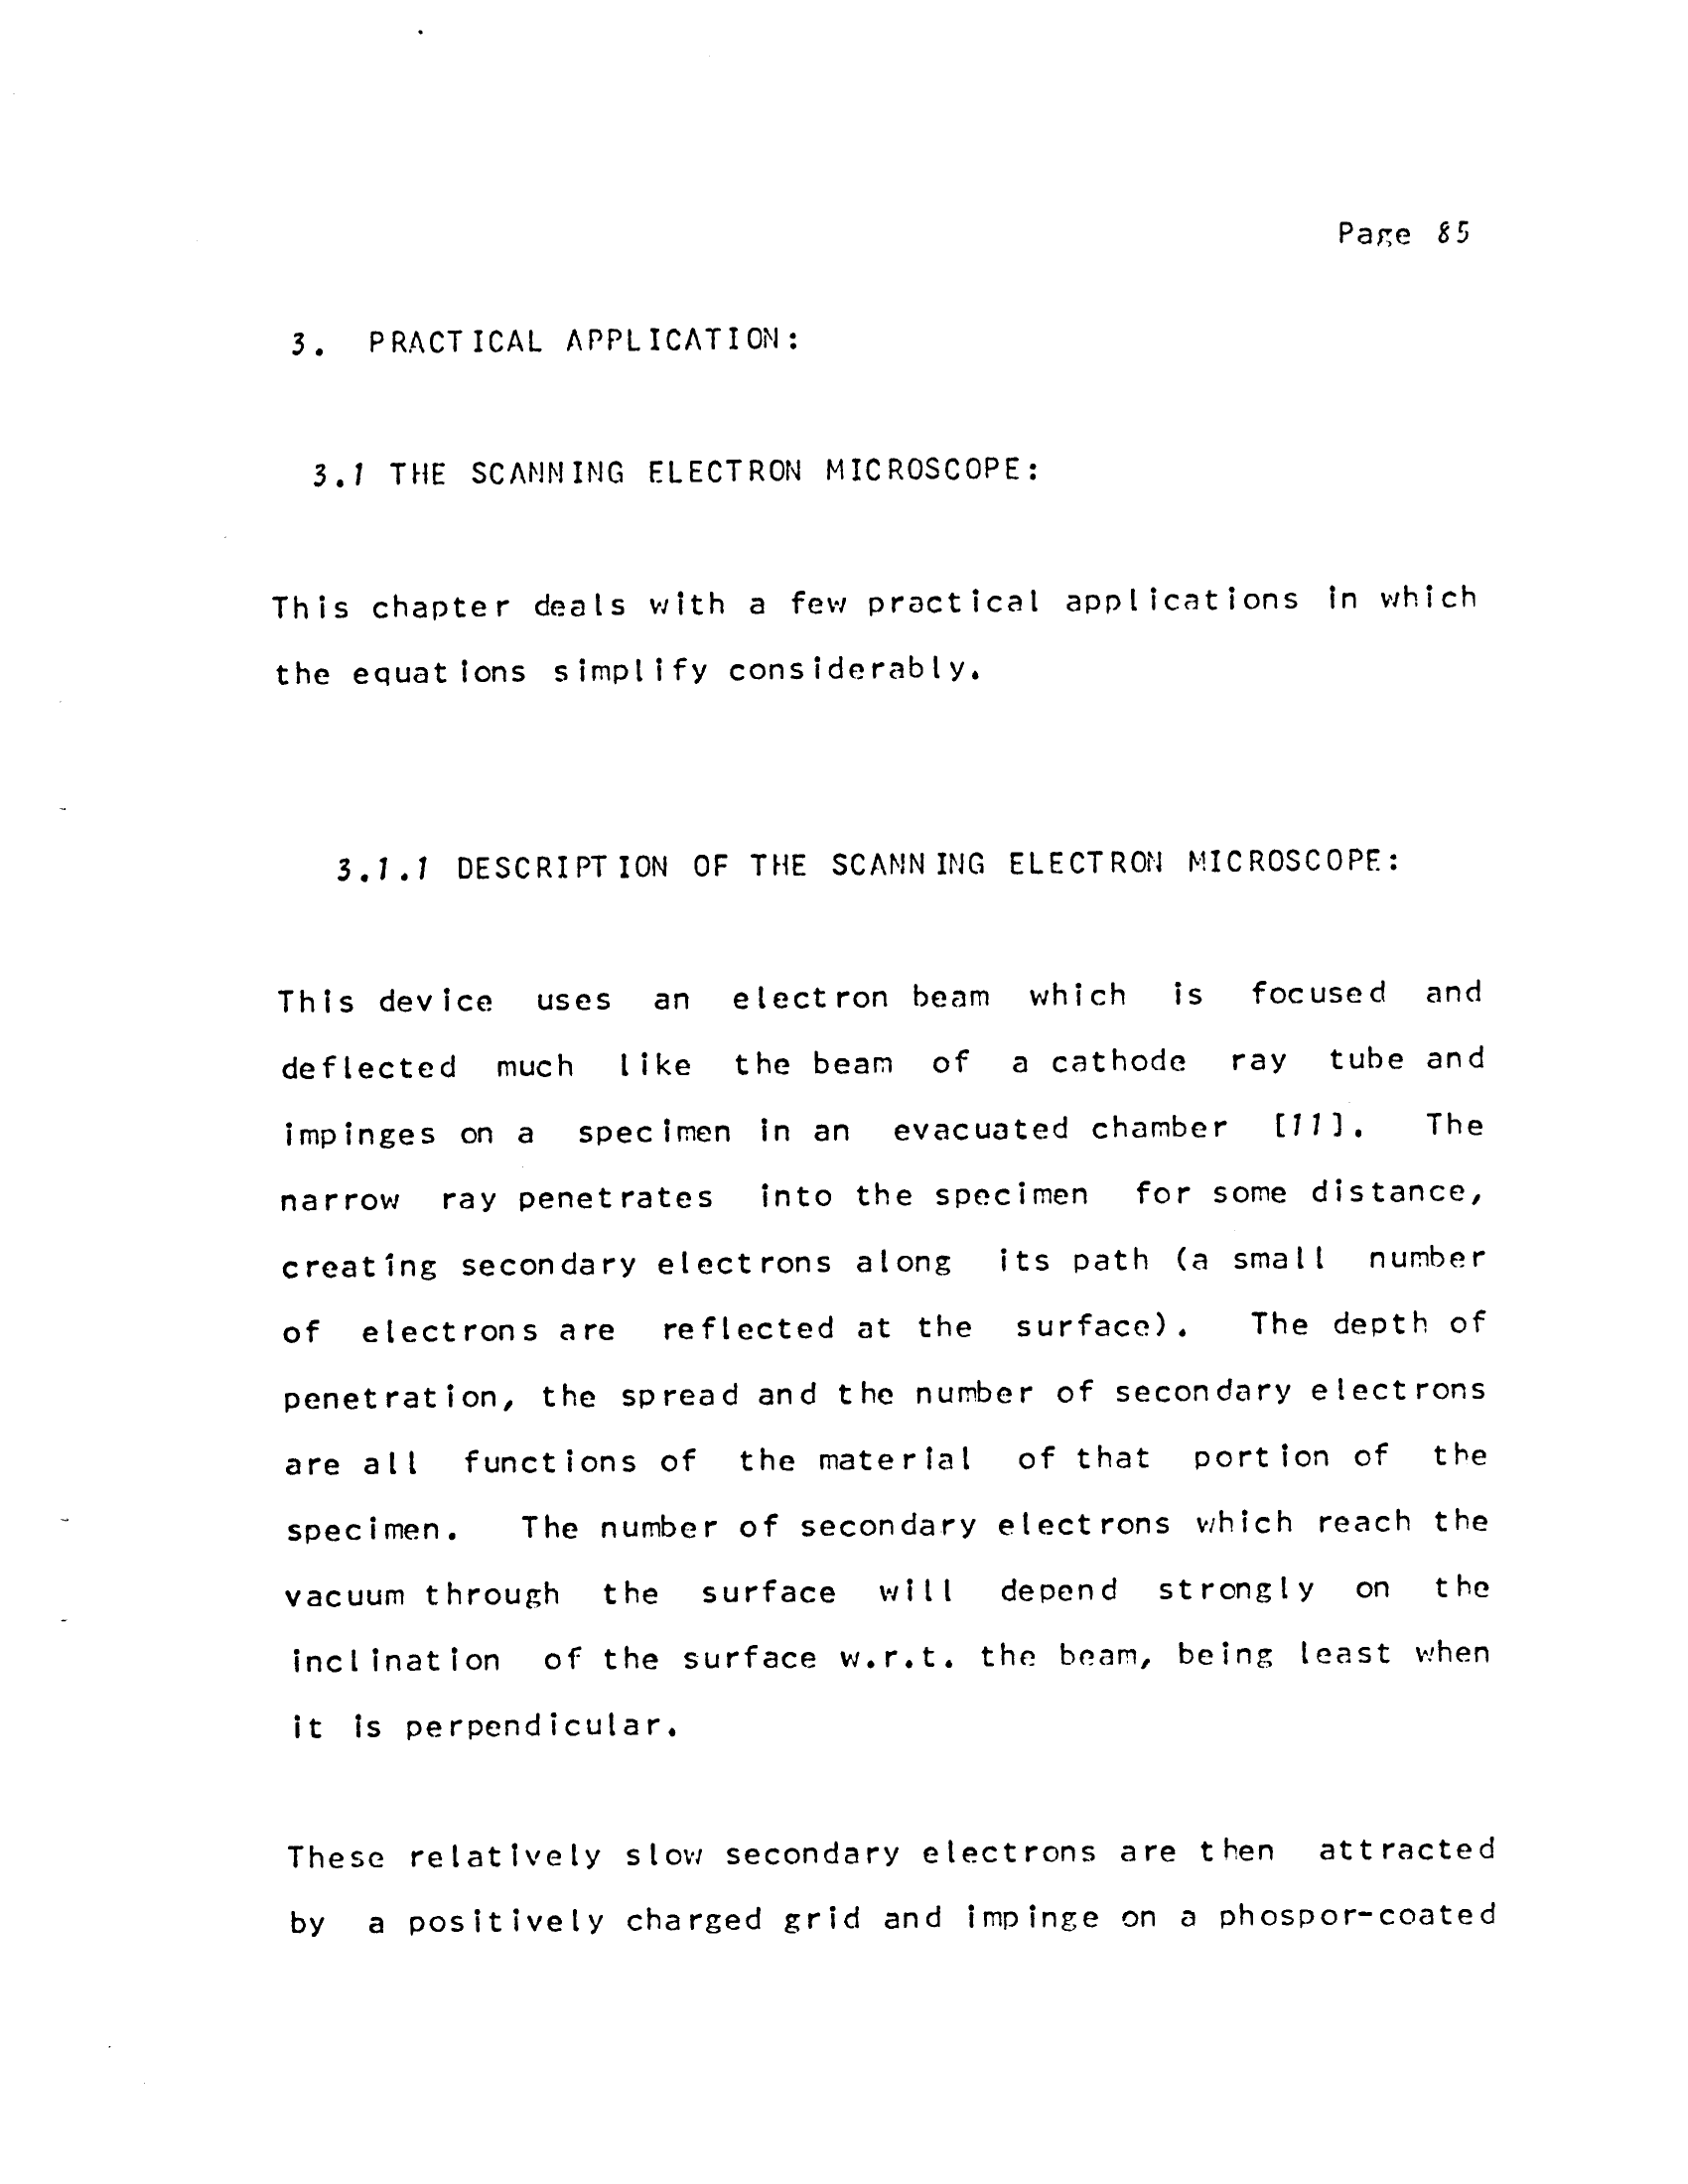 Page 85
3. PRACTICAL APPLICATION:
3.1 THE SCANNING ELECTRON MICROSCOPE:
This chapter deals with a few practical applications in which
the equations simplify considerably.
3.1.1 DESCRIPTION OF THE SCANNING ELECTRON MICROSCOPE:
This device uses an electron beam which is focused and
deflected much like the beam of a cathode ray tube and
impinges on a specimen in an evacuated chamber [11]. The
narrow ray penetrates into the specimen for some distance,
creating secondary electrons along its path (a small number
of electrons are reflected at the surface). The depth of
penetration, the spread and the number of secondary electrons
are all functions of the material of that portion of the
specimen. The number of secondary electrons which reach the
vacuum through the surface will depend strongly on the
inclination of the surface w.r.t. the beam, being least when
it is perpendicular.
These relatively slow secondary electrons are then attracted
by a positively charged grid and impinge on a phospor-coated